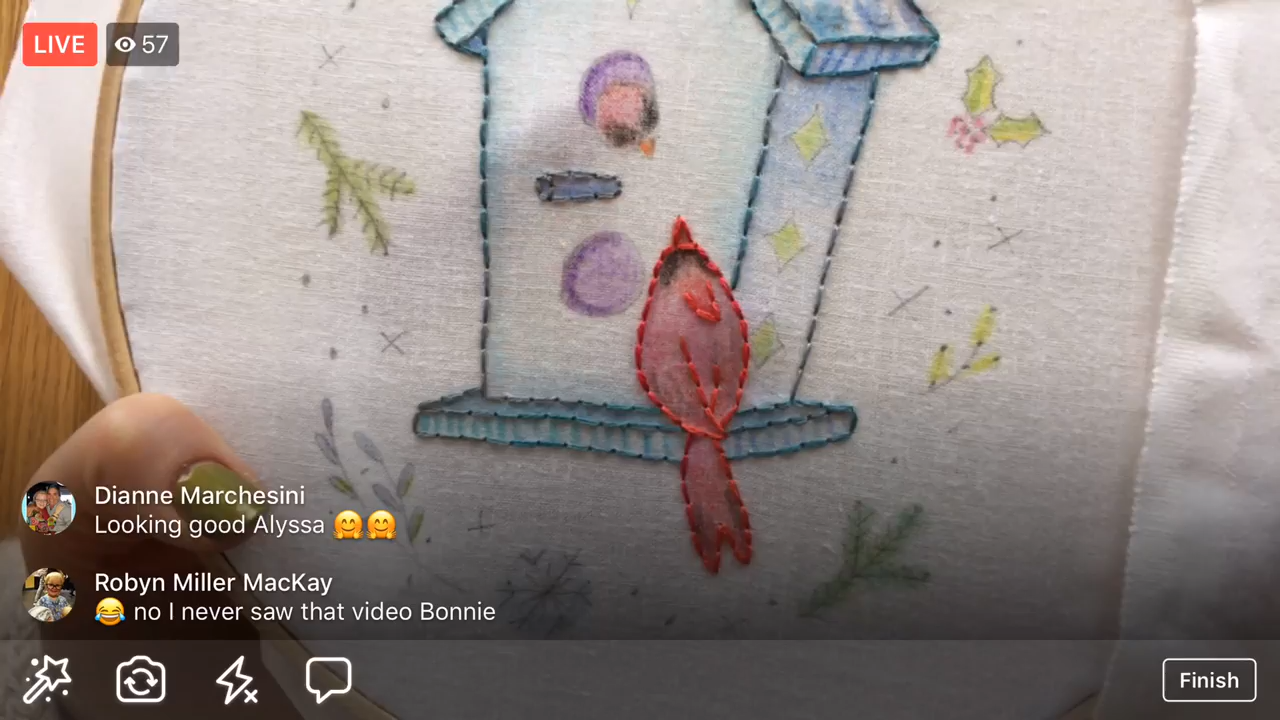 LIVE 57
Dianne Marchesini
Looking good Alyssa 🤗🤗
Robyn Miller MacKay
😂 no I never saw that video Bonnie
Finish